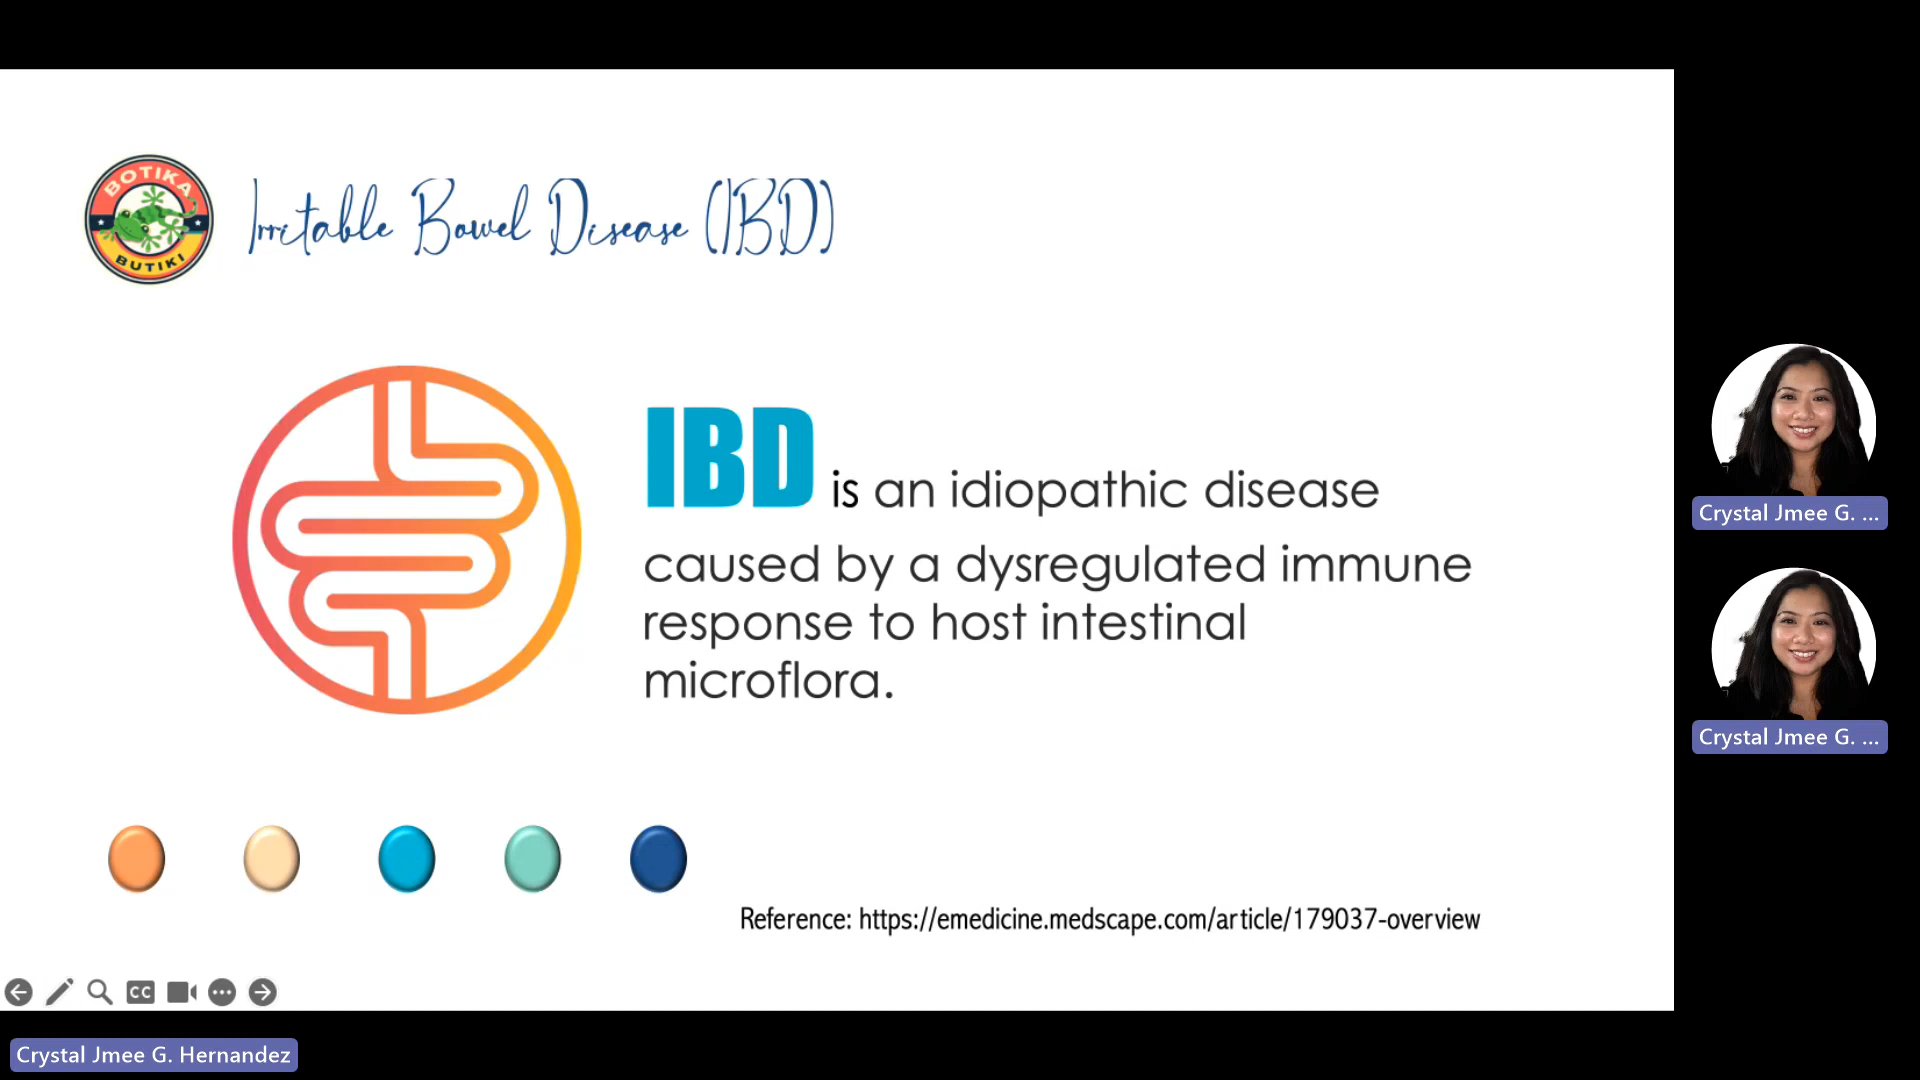 BOTIKA
BUTIKI
Irritable Bowel Disease (IBD)
IBD is an idiopathic disease
caused by a dysregulated immune
response to host intestinal
microflora.
Reference: https://emedicine.medscape.com/article/179037-overview
CC
Crystal Jmee G. ...
Crystal Jmee G. ...
Crystal Jmee G. Hernandez